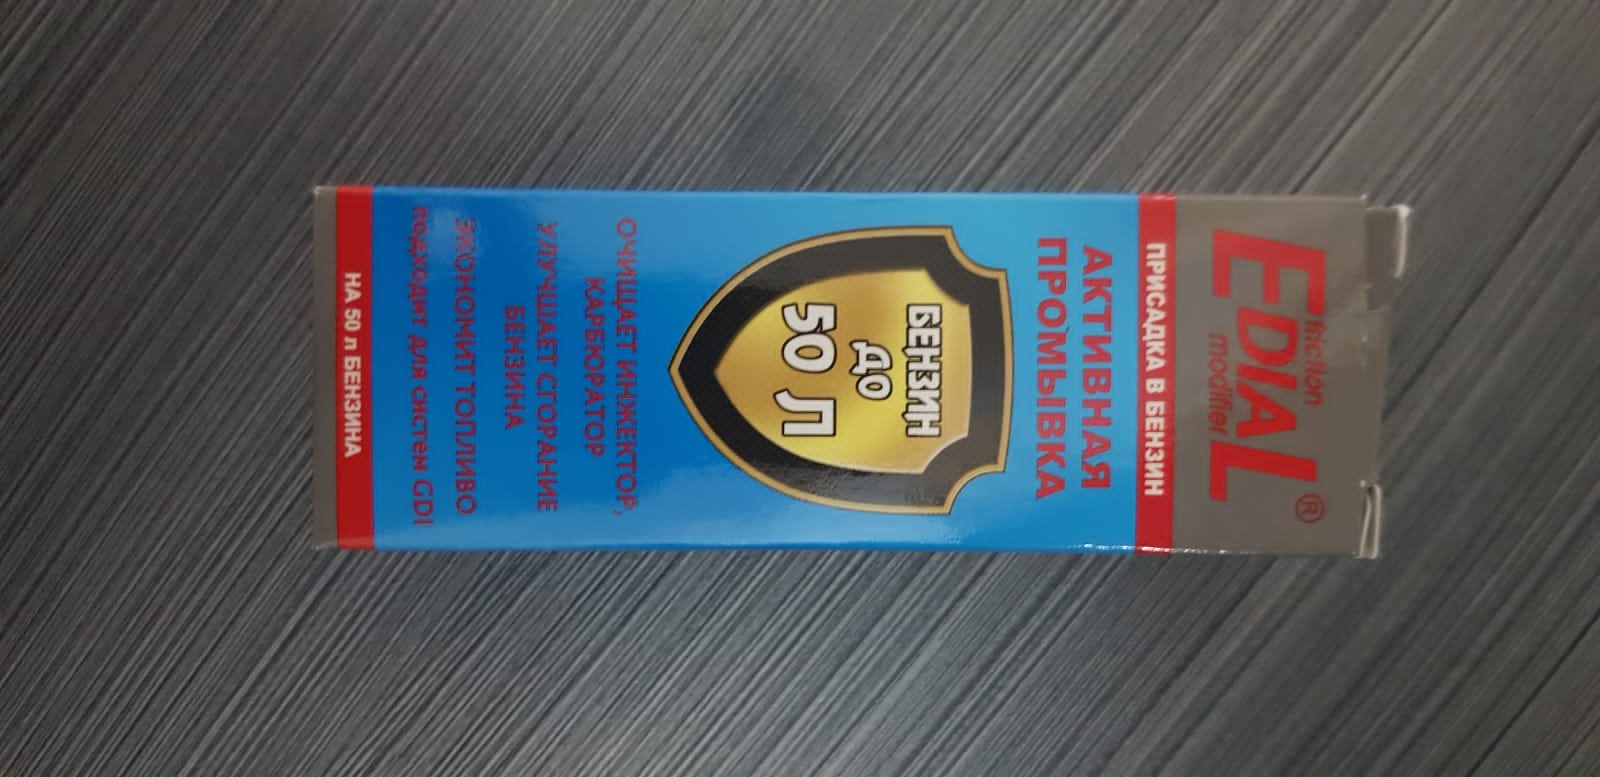 EDIAL®
friction
modifier
ПРИСАДКА В БЕНЗИН
АКТИВНАЯ
ПРОМЫВКА
БЕНЗИН
ДО
50 Л
ОЧИЩАЕТ ИНЖЕКТОР,
КАРБЮРАТОР
УЛУЧШАЕТ СГОРАНИЕ
БЕНЗИНА
ЭКОНОМИТ ТОПЛИВО
подходит для систем GDI
НА 50 л БЕНЗИНА